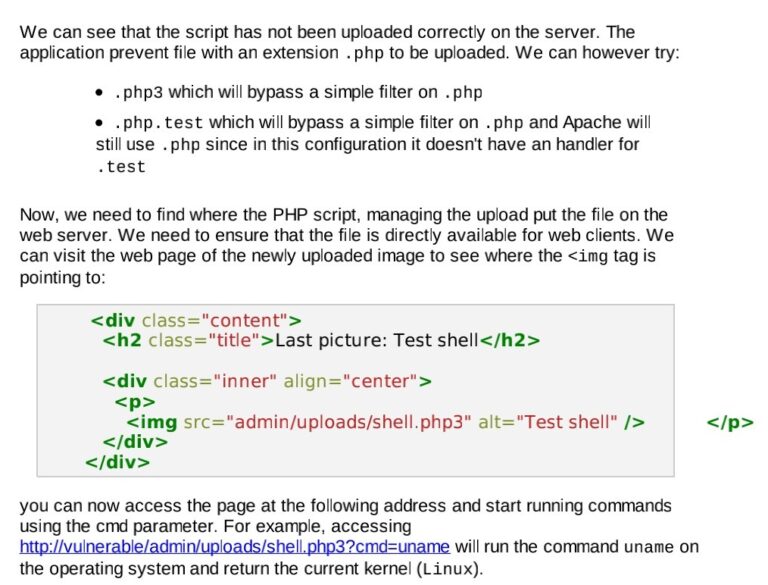 We can see that the script has not been uploaded correctly on the server. The
application prevent file with an extension .php to be uploaded. We can however try:
• .php3 which will bypass a simple filter on .php
• .php.test which will bypass a simple filter on .php and Apache will
still use .php since in this configuration it doesn't have an handler for
.test
Now, we need to find where the PHP script, managing the upload put the file on the
web server. We need to ensure that the file is directly available for web clients. We
can visit the web page of the newly uploaded image to see where the <img tag is
pointing to:
<div class="content">
<h2 class="title">Last picture: Test shell</h2>
<div class="inner" align="center">
<p>
<img src="admin/uploads/shell.php3" alt="Test shell" /> </p>
</div>
</div>
you can now access the page at the following address and start running commands
using the cmd parameter. For example, accessing
http://vulnerable/admin/uploads/shell.php3?cmd=uname will run the command uname on
the operating system and return the current kernel (Linux).